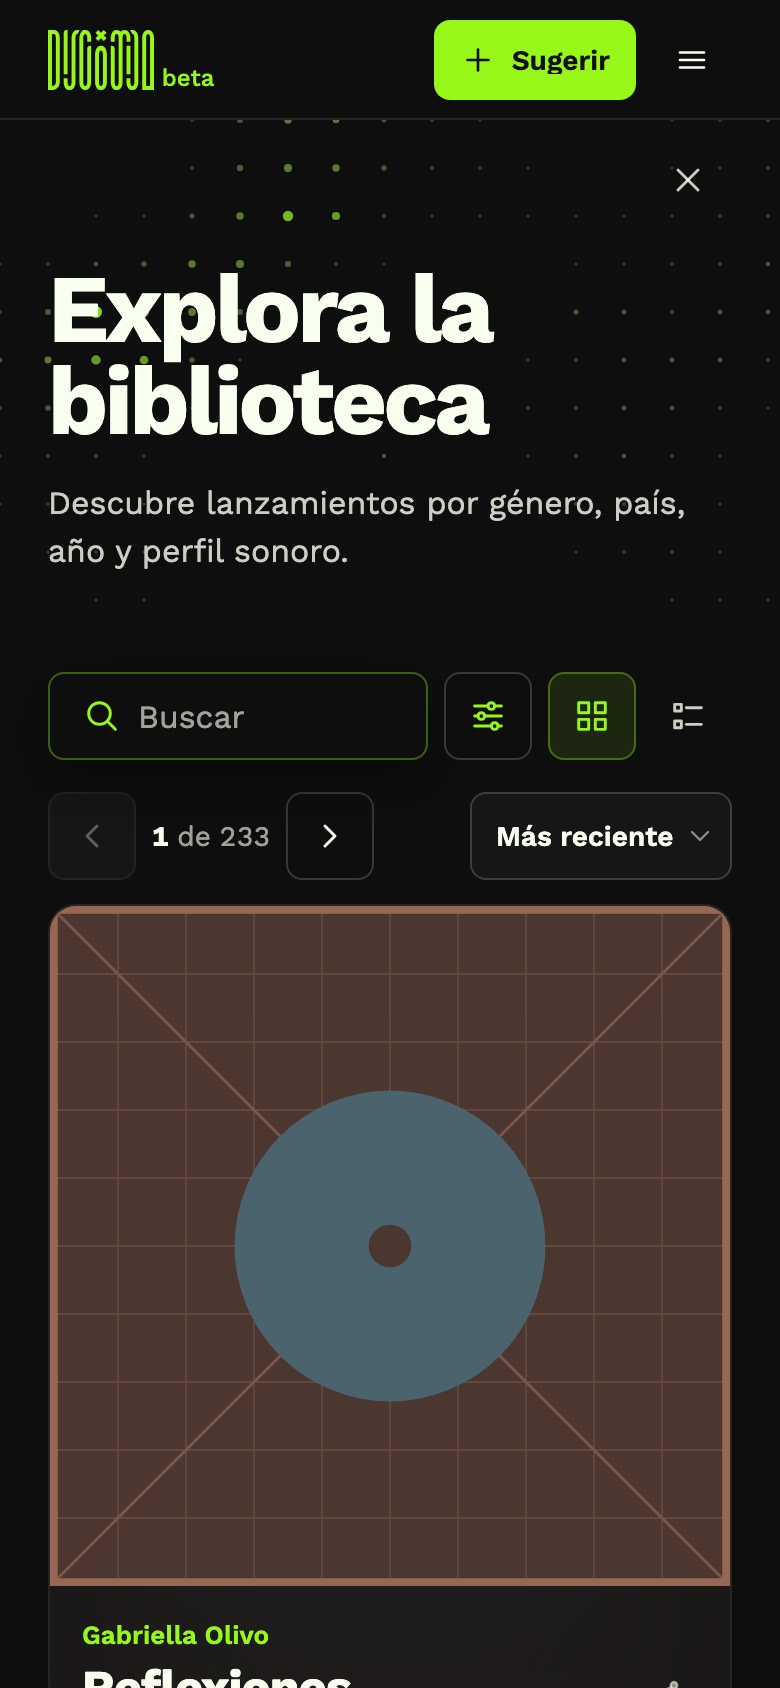 beta
Sugerir
Explora la
biblioteca
Descubre lanzamientos por género, país,
año y perfil sonoro.
Buscar
1 de 233
Más reciente
Gabriella Olivo
Reflexiones